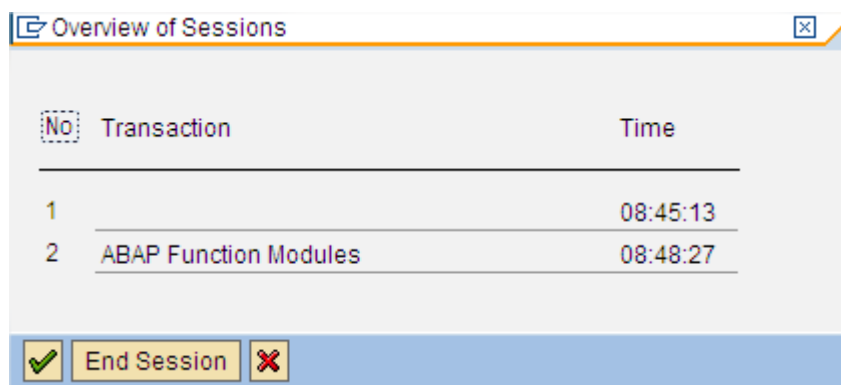 Overview of Sessions
No Transaction Time
1 08:45:13
2 ABAP Function Modules 08:48:27
End Session